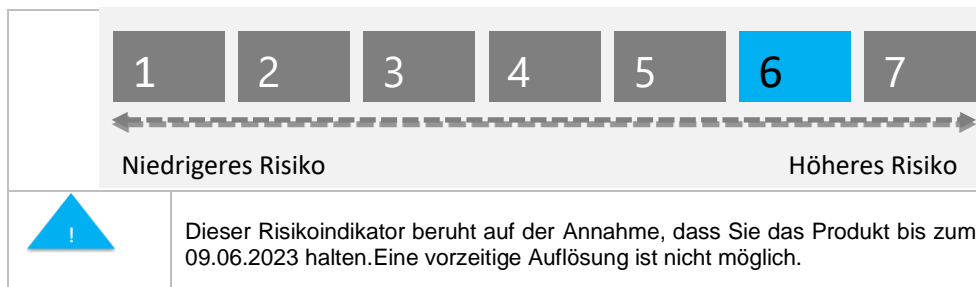 1 2 3 4 5 6 7
Niedrigeres Risiko Höheres Risiko
!
Dieser Risikoindikator beruht auf der Annahme, dass Sie das Produkt bis zum
09.06.2023 halten.Eine vorzeitige Auflösung ist nicht möglich.